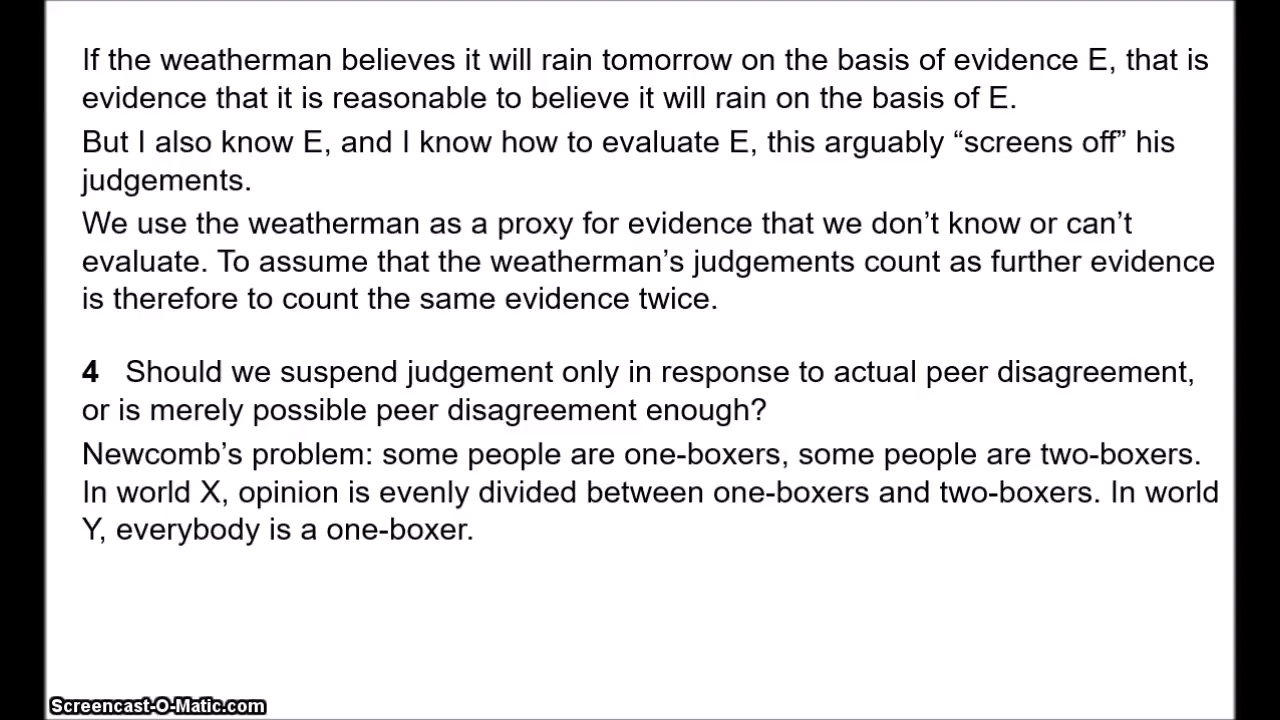 If the weatherman believes it will rain tomorrow on the basis of evidence E, that is
evidence that it is reasonable to believe it will rain on the basis of E.
But I also know E, and I know how to evaluate E, this arguably “screens off” his
judgements.
We use the weatherman as a proxy for evidence that we don’t know or can’t
evaluate. To assume that the weatherman’s judgements count as further evidence
is therefore to count the same evidence twice.
4 Should we suspend judgement only in response to actual peer disagreement,
or is merely possible peer disagreement enough?
Newcomb’s problem: some people are one-boxers, some people are two-boxers.
In world X, opinion is evenly divided between one-boxers and two-boxers. In world
Y, everybody is a one-boxer.
Screencast-O-Matic.com